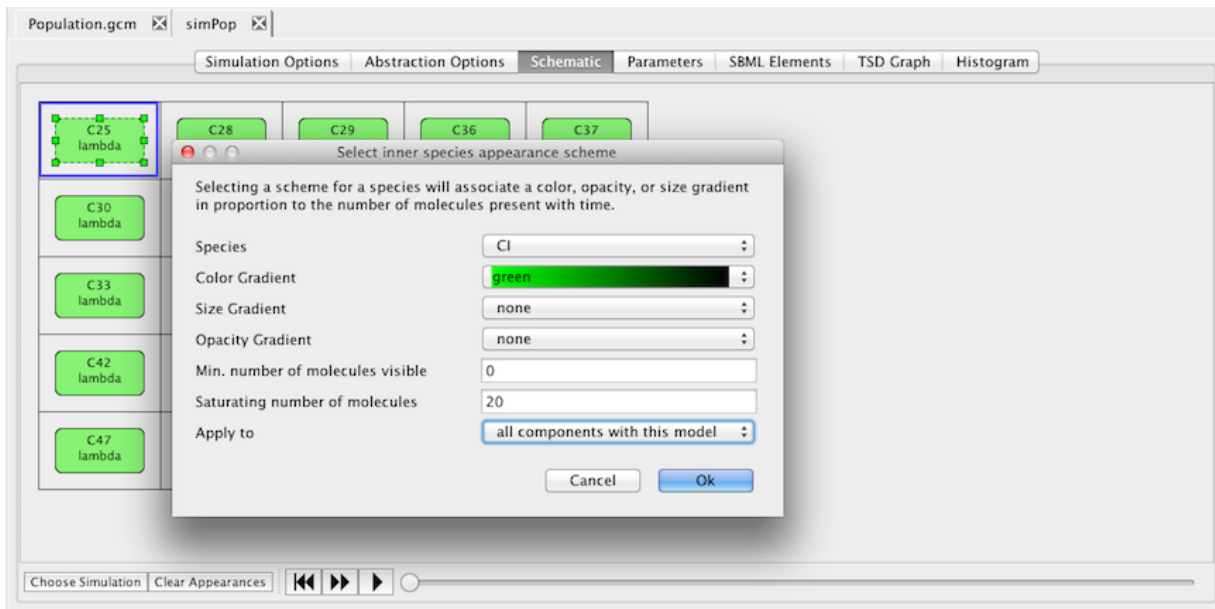 Population.gcm simPop
Simulation Options Abstraction Options Schematic Parameters SBML Elements TSD Graph Histogram
C25
lambda
C28 C29 C36 C37
Select inner species appearance scheme
Selecting a scheme for a species will associate a color, opacity, or size gradient
in proportion to the number of molecules present with time.
C30
lambda
Species CI
Color Gradient green
C33
lambda
Size Gradient none
Opacity Gradient none
C42
lambda
Min. number of molecules visible 0
Saturating number of molecules 20
Apply to all components with this model
C47
lambda
Cancel Ok
Choose Simulation Clear Appearances